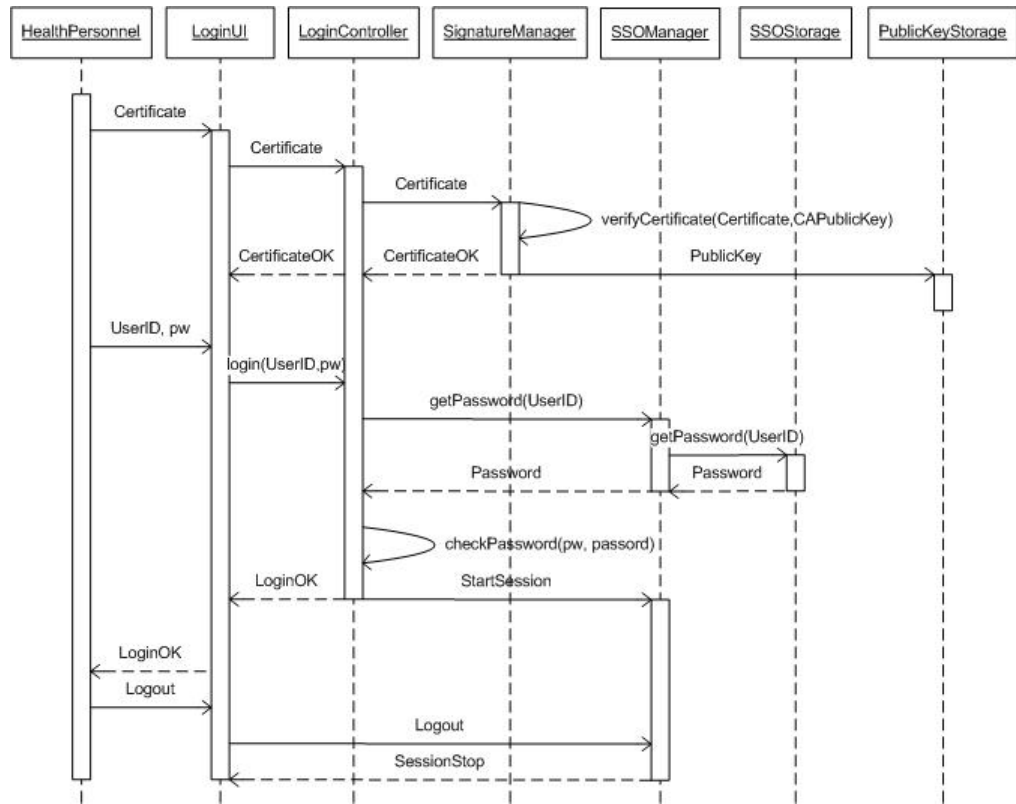 HealthPersonnel
LoginUI
LoginController
SignatureManager
SSOManager
SSOStorage
PublicKeyStorage
Certificate
Certificate
Certificate
verifyCertificate(Certificate,CAPublicKey)
CertificateOK
CertificateOK
PublicKey
UserID, pw
login(UserID,pw)
getPassword(UserID)
getPassword(UserID)
Password
Password
checkPassword(pw, passord)
LoginOK
StartSession
LoginOK
Logout
Logout
SessionStop